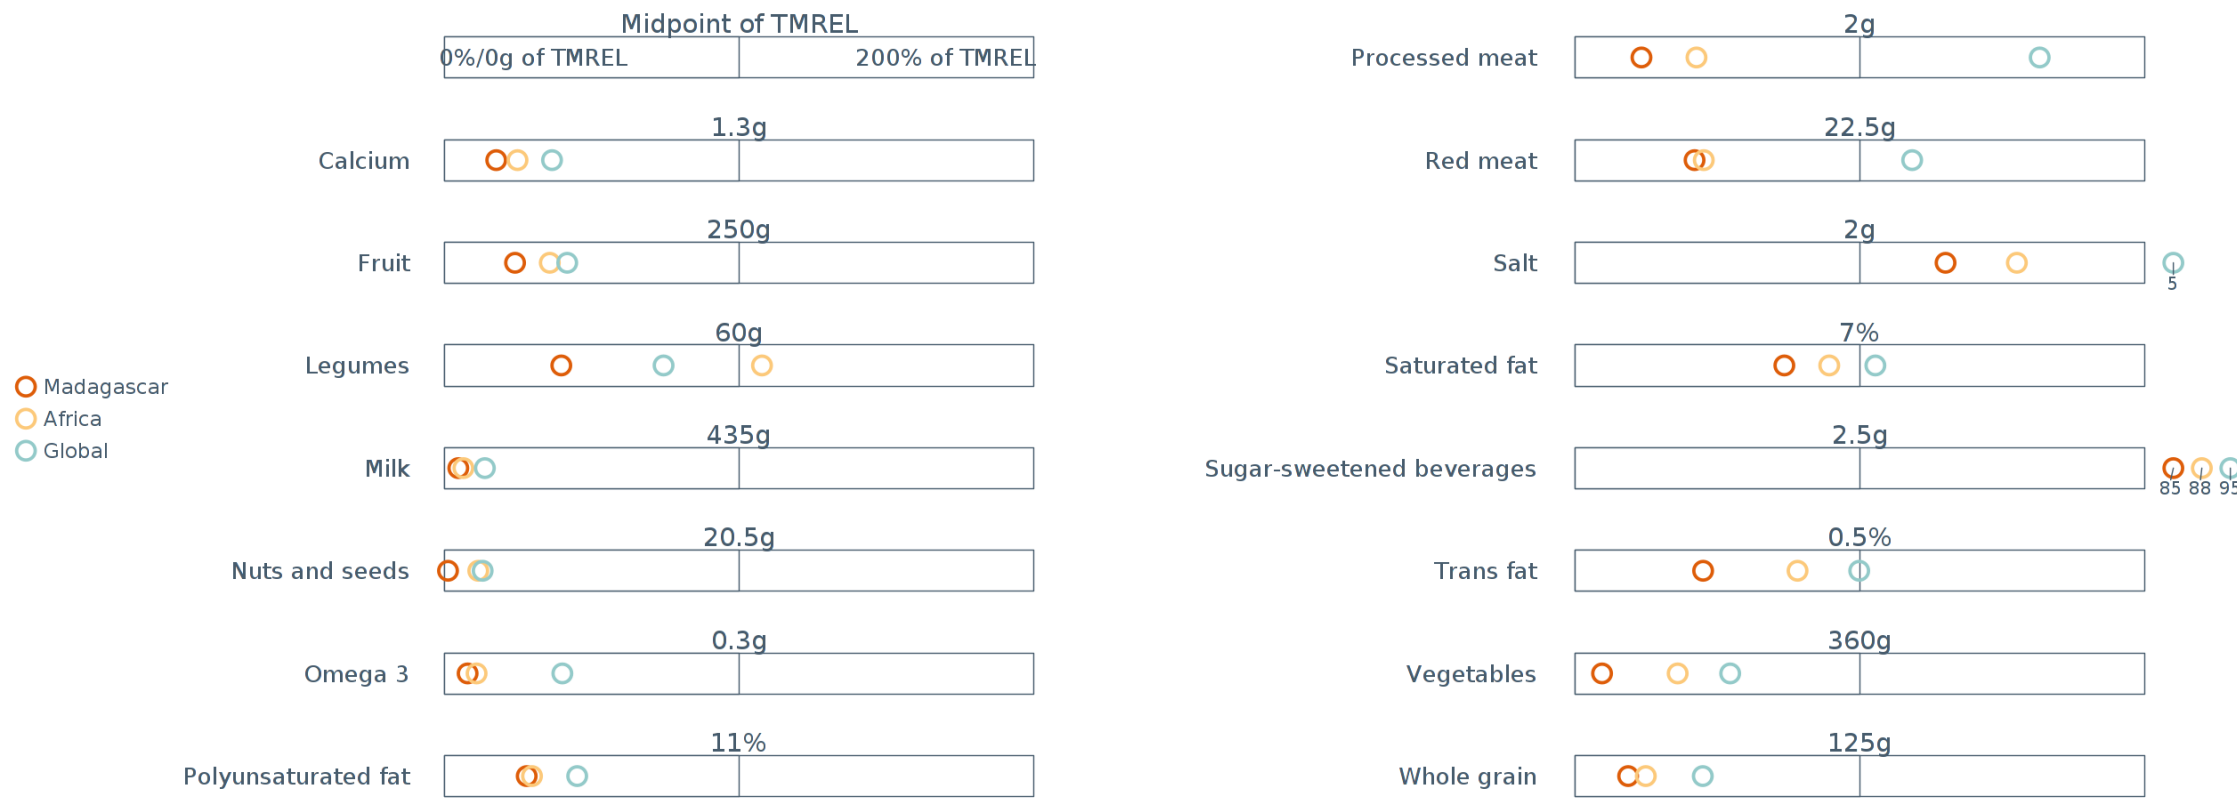 Midpoint of TMREL
0%/0g of TMREL
200% of TMREL
Calcium
1.3g
Fruit
250g
Legumes
60g
Milk
435g
Nuts and seeds
20.5g
Omega 3
0.3g
Polyunsaturated fat
11%
Madagascar
Africa
Global
Processed meat
2g
Red meat
22.5g
Salt
2g
5
Saturated fat
7%
Sugar-sweetened beverages
2.5g
85 88 95
Trans fat
0.5%
Vegetables
360g
Whole grain
125g